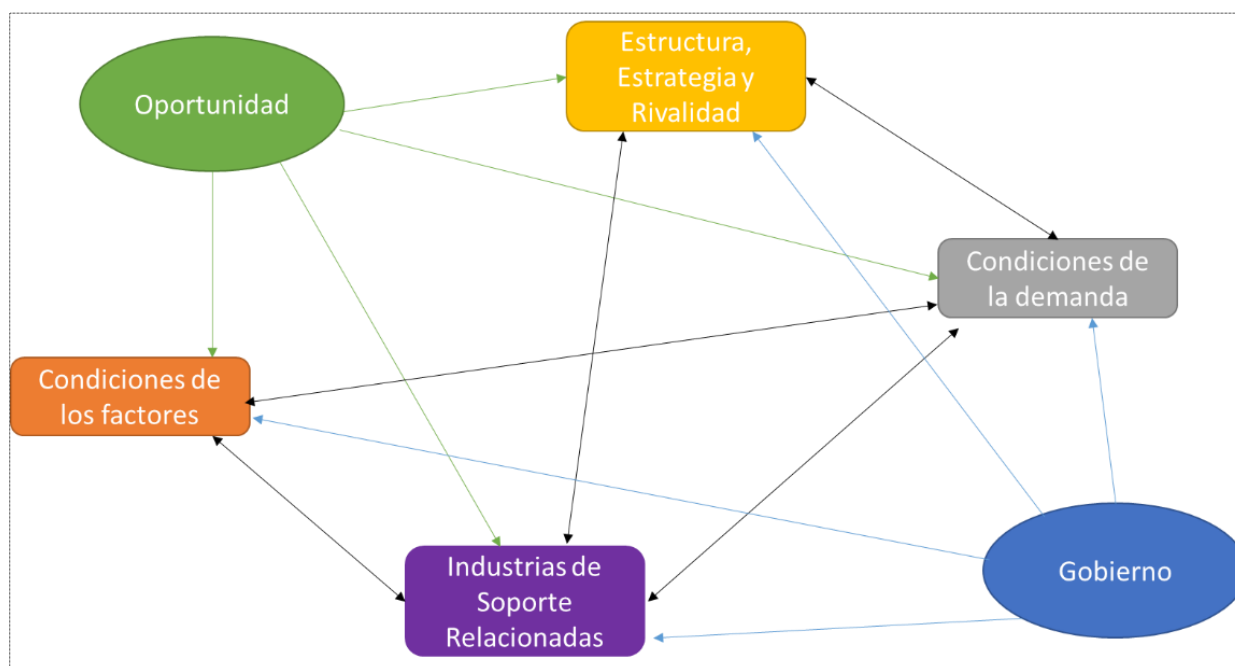 Estructura,
Estrategia y
Rivalidad
Oportunidad
Condiciones de
la demanda
Condiciones de
los factores
Industrias de
Soporte
Relacionadas
Gobierno